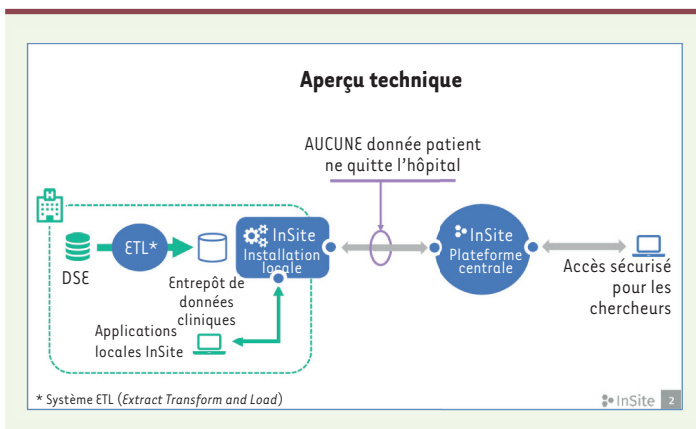 Aperçu technique
AUCUNE donnée patient
ne quitte l'hôpital
H
DSE
ETL*
Entrepôt de
données
cliniques
InSite
Installation
locale
InSite
Plateforme
centrale
Accès sécurisé
pour les
chercheurs
Applications
locales InSite
* Système ETL (Extract Transform and Load)
InSite 2